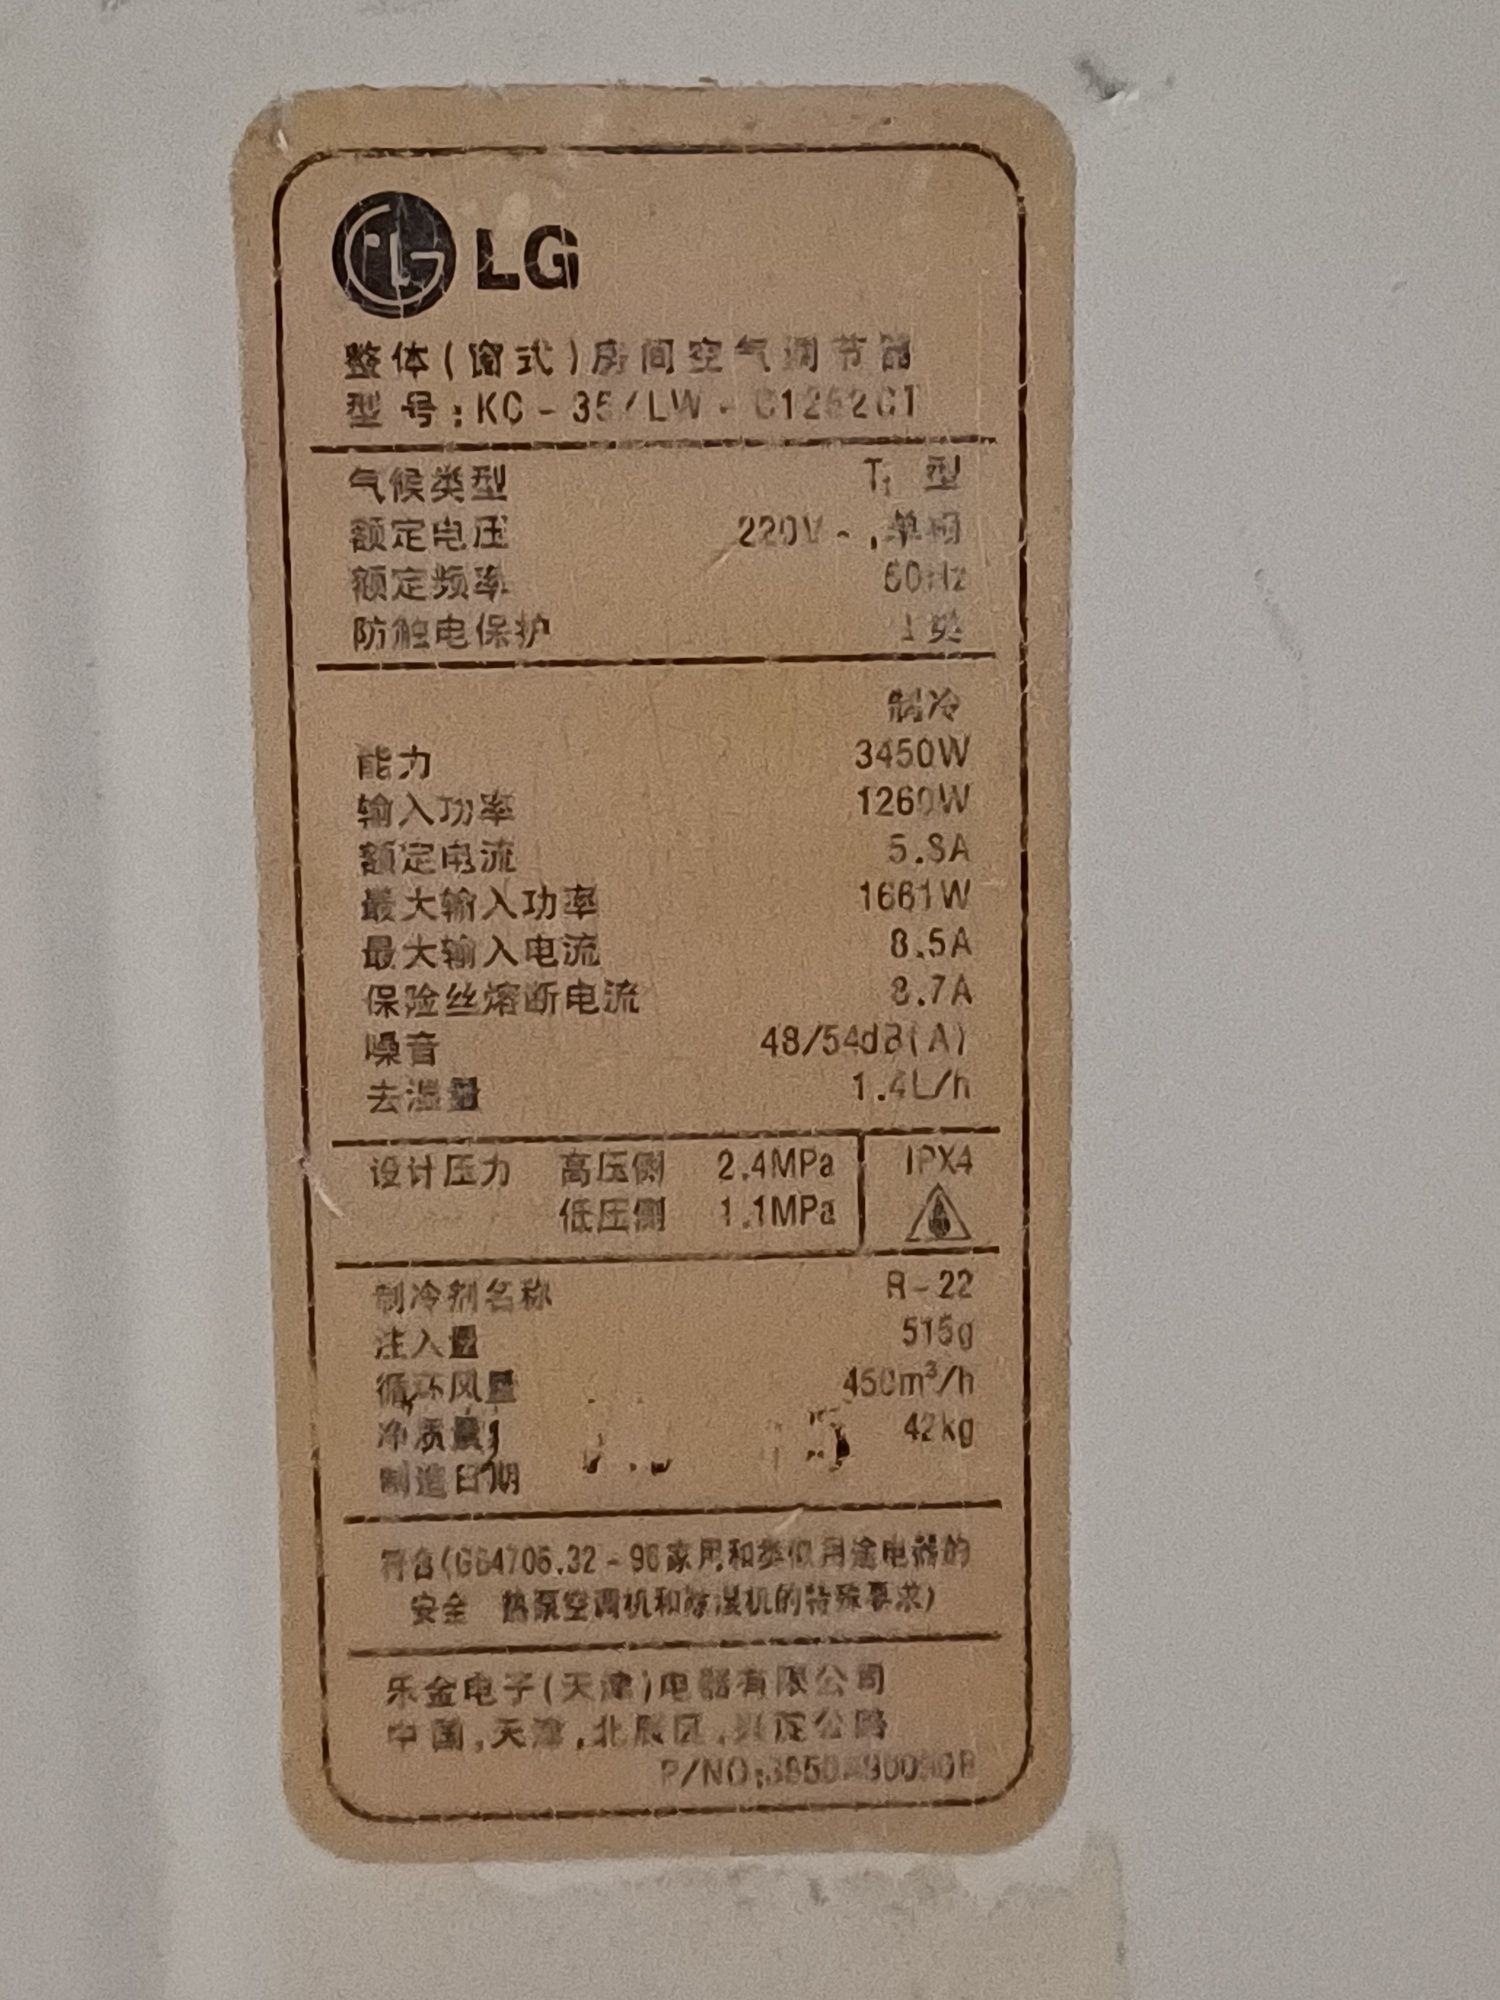 LG
整体(窗式)房间空气调节器
型号:KC-35/LW-
气候类型 T1 型
额定电压 220V~,单相
额定频率
防触电保护 I类
制冷
能力 3450W
输入功率 1260W
额定电流 5.8A
最大输入功率 1661W
最大输入电流 8.5A
保险丝熔断电流 8.7A
噪音 48/54dB(A)
去湿量 1.4L/h
设计压力 高压侧 2.4MPa IPX4
低压侧 1.1MPa
制冷剂名称 R-22
注入量 515g
循环风量 450m³/h
净质量 42kg
制造日期
符合(GB4706.32-96家用和类似用途电器的
安全 热泵空调机和除湿机的特殊要求)
乐金电子(天津)电器有限公司
中国,天津,北辰区,兴淀公路
P/NO: